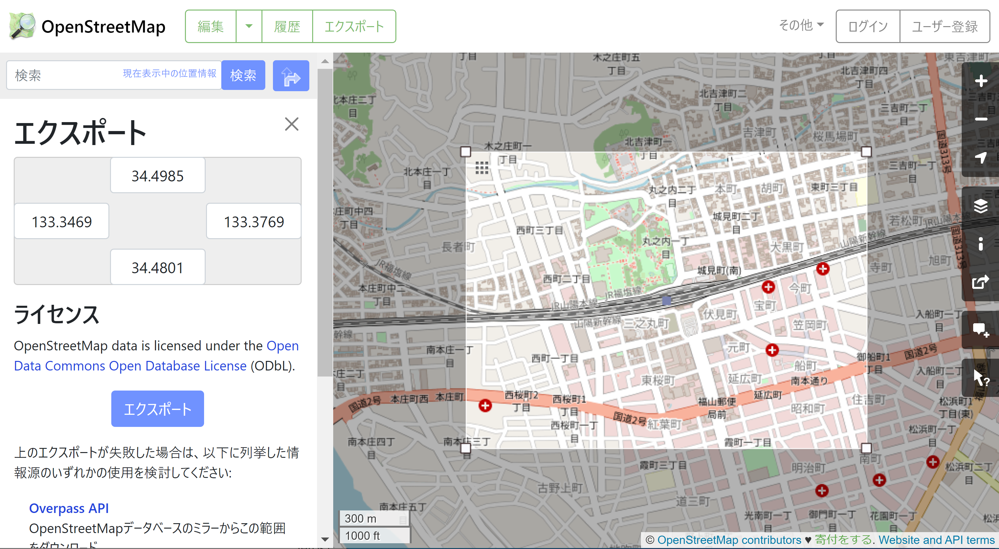 OpenStreetMap
編集
履歴
エクスポート
その他
ログイン
ユーザー登録
検索
現在表示中の位置情報
検索
エクスポート
34.4985
133.3469
133.3769
34.4801
ライセンス
OpenStreetMap data is licensed under the Open
Data Commons Open Database License (ODbL).
エクスポート
上のエクスポートが失敗した場合は、以下に列挙した情
報源のいずれかの使用を検討してください:
Overpass API
OpenStreetMapデータベースのミラーからこの範囲
をダウンロード
丁目
木之庄町五
丁目
丁目
東吉津町
北吉津町四
丁目
北吉津町二
丁目
三吉町二丁
目
北本庄二丁
目
吉津町
桜馬場町
国道313号
木之庄町一
丁目
北吉津町一
丁目
三吉町一丁
目
北本庄一丁
目
丸之内二丁
目
本町
胡町
東町三丁目
庄町中四
丁目
城見町二丁
目
若松町
JR山陽本線
山陽新幹線
国道313号
西町三丁目
長者町
丸之内一丁
目
大黒町
旭町
寺町
JR福塩線
城見町(南)
西町二丁目
本庄町中二
丁目
JR福塩線
JR山陽本線
今町
宝町
伏見町
山陽新幹線
三之丸町
笠岡町
入船町一丁
目
幹線
南本庄一丁
目
西町一丁目
元町
御船町1
丁目
国道2号
船町
庄二丁
目
東桜町
延広町
南本通り
入船町二丁
目
国道2号
本庄町西
本庄町
西桜町2
丁目
西桜町1
丁目
延広町
福山郵便
局前
住吉町
昭和町
松浜町1
丁目(東)
国道2号
紅葉町
西桜町一丁
目
松浜町一丁
目
南本庄四丁
目
南本庄三丁
目
霞町一丁目
霞町三丁目
南町
明治町
松浜町二丁
目
古野上町
道三町
南本庄五丁
目
光南町一丁
目
御門町一丁
目
花園町一丁
目
松浜
300 m
1000 ft
© OpenStreetMap contributors ♥ 寄付をする. Website and API terms